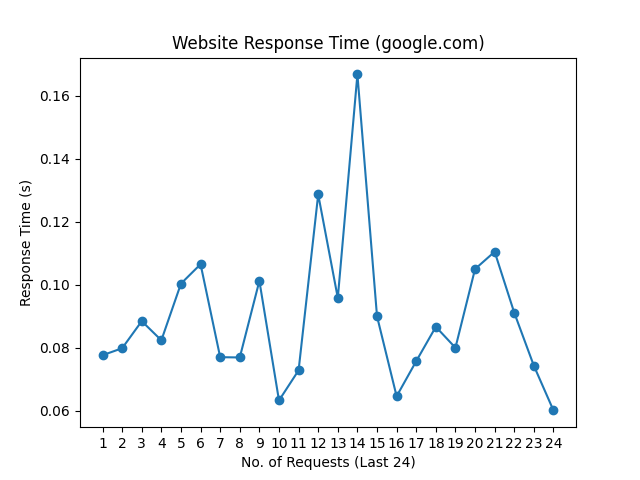 Website Response Time (google.com)
Response Time (s)
0.16
0.14
0.12
0.10
0.08
0.06
1 2 3 4 5 6 7 8 9 10 11 12 13 14 15 16 17 18 19 20 21 22 23 24
No. of Requests (Last 24)